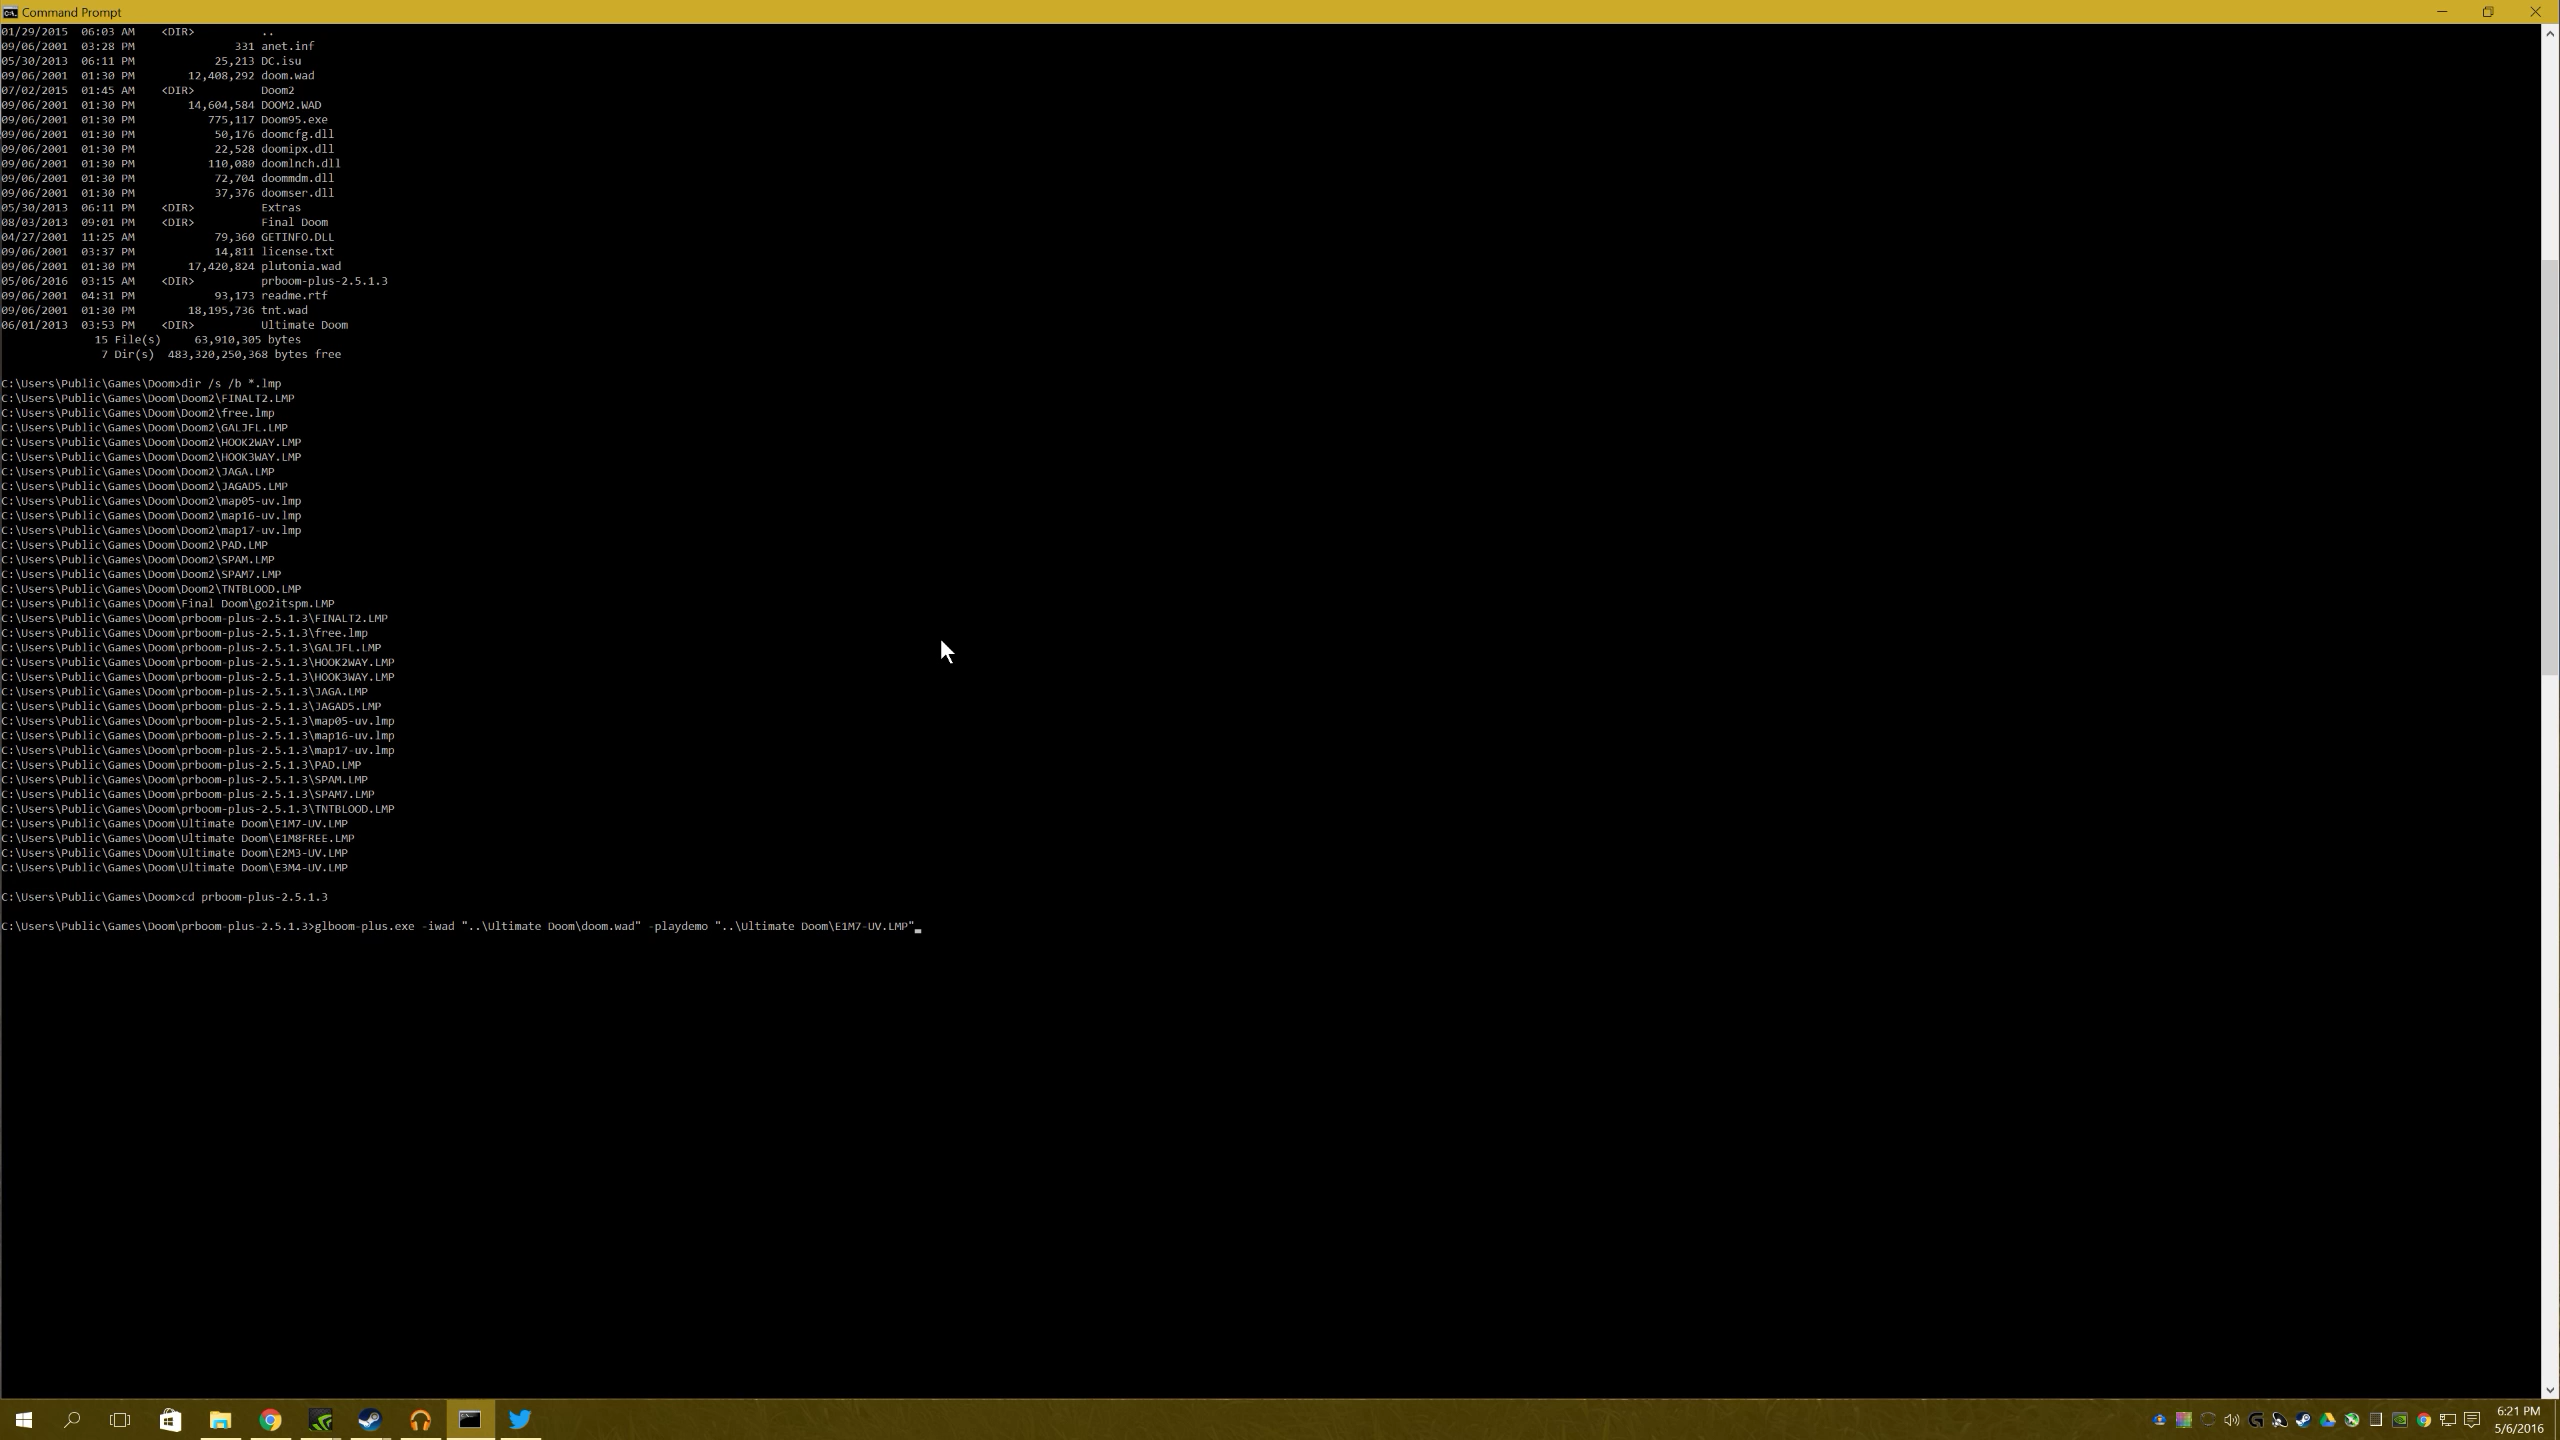 Command Prompt
01/29/2015  06:03 AM    <DIR>          ..
09/06/2001  03:28 PM               331 anet.inf
05/30/2013  06:11 PM            25,213 DC.isu
09/06/2001  01:30 PM        12,408,292 doom.wad
07/02/2015  01:45 AM    <DIR>          Doom2
09/06/2001  01:30 PM        14,604,584 DOOM2.WAD
09/06/2001  01:30 PM           775,117 Doom95.exe
09/06/2001  01:30 PM            50,176 doomcfg.dll
09/06/2001  01:30 PM            22,528 doomipx.dll
09/06/2001  01:30 PM           110,080 doomlnch.dll
09/06/2001  01:30 PM            72,704 doommdm.dll
09/06/2001  01:30 PM            37,376 doomser.dll
05/30/2013  06:11 PM    <DIR>          Extras
08/03/2013  09:01 PM    <DIR>          Final Doom
04/27/2001  11:25 AM            79,360 GETINFO.DLL
09/06/2001  03:37 PM            14,811 license.txt
09/06/2001  01:30 PM        17,420,824 plutonia.wad
05/06/2016  03:15 AM    <DIR>          prboom-plus-2.5.1.3
09/06/2001  04:31 PM            93,173 readme.rtf
09/06/2001  01:30 PM        18,195,736 tnt.wad
06/01/2013  03:53 PM    <DIR>          Ultimate Doom
15 File(s)     63,910,305 bytes
7 Dir(s)  483,320,250,368 bytes free
C:\Users\Public\Games\Doom>dir /s /b *.lmp
C:\Users\Public\Games\Doom\Doom2\FINALT2.LMP
C:\Users\Public\Games\Doom\Doom2\free.lmp
C:\Users\Public\Games\Doom\Doom2\GALJFL.LMP
C:\Users\Public\Games\Doom\Doom2\HOOK2WAY.LMP
C:\Users\Public\Games\Doom\Doom2\HOOK3WAY.LMP
C:\Users\Public\Games\Doom\Doom2\JAGA.LMP
C:\Users\Public\Games\Doom\Doom2\JAGAD5.LMP
C:\Users\Public\Games\Doom\Doom2\map05-uv.lmp
C:\Users\Public\Games\Doom\Doom2\map16-uv.lmp
C:\Users\Public\Games\Doom\Doom2\map17-uv.lmp
C:\Users\Public\Games\Doom\Doom2\PAD.LMP
C:\Users\Public\Games\Doom\Doom2\SPAM.LMP
C:\Users\Public\Games\Doom\Doom2\SPAM7.LMP
C:\Users\Public\Games\Doom\Doom2\TNTBLOOD.LMP
C:\Users\Public\Games\Doom\Final Doom\go2itspm.LMP
C:\Users\Public\Games\Doom\prboom-plus-2.5.1.3\FINALT2.LMP
C:\Users\Public\Games\Doom\prboom-plus-2.5.1.3\free.lmp
C:\Users\Public\Games\Doom\prboom-plus-2.5.1.3\GALJFL.LMP
C:\Users\Public\Games\Doom\prboom-plus-2.5.1.3\HOOK2WAY.LMP
C:\Users\Public\Games\Doom\prboom-plus-2.5.1.3\HOOK3WAY.LMP
C:\Users\Public\Games\Doom\prboom-plus-2.5.1.3\JAGA.LMP
C:\Users\Public\Games\Doom\prboom-plus-2.5.1.3\JAGAD5.LMP
C:\Users\Public\Games\Doom\prboom-plus-2.5.1.3\map05-uv.lmp
C:\Users\Public\Games\Doom\prboom-plus-2.5.1.3\map16-uv.lmp
C:\Users\Public\Games\Doom\prboom-plus-2.5.1.3\map17-uv.lmp
C:\Users\Public\Games\Doom\prboom-plus-2.5.1.3\PAD.LMP
C:\Users\Public\Games\Doom\prboom-plus-2.5.1.3\SPAM.LMP
C:\Users\Public\Games\Doom\prboom-plus-2.5.1.3\SPAM7.LMP
C:\Users\Public\Games\Doom\prboom-plus-2.5.1.3\TNTBLOOD.LMP
C:\Users\Public\Games\Doom\Ultimate Doom\E1M7-UV.LMP
C:\Users\Public\Games\Doom\Ultimate Doom\E1M8FREE.LMP
C:\Users\Public\Games\Doom\Ultimate Doom\E2M3-UV.LMP
C:\Users\Public\Games\Doom\Ultimate Doom\E3M4-UV.LMP
C:\Users\Public\Games\Doom>cd prboom-plus-2.5.1.3
C:\Users\Public\Games\Doom\prboom-plus-2.5.1.3>glboom-plus.exe -iwad "..\Ultimate Doom\doom.wad" -playdemo "..\Ultimate Doom\E1M7-UV.LMP"_
6:21 PM
5/6/2016